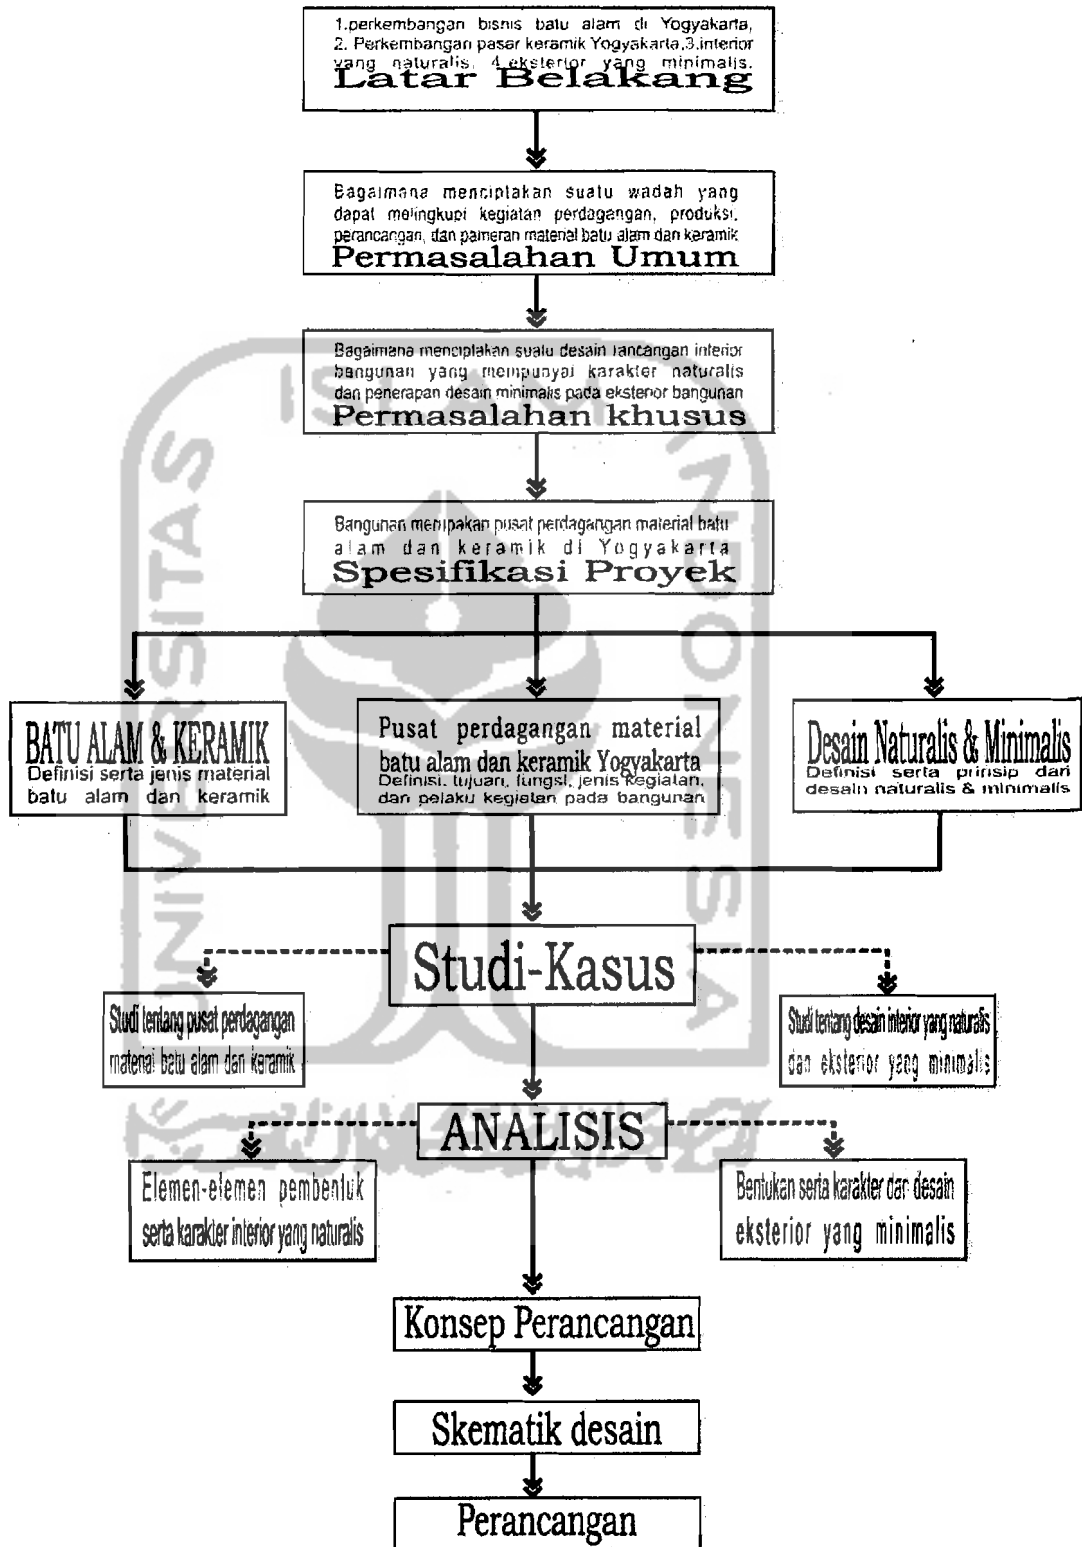 1.perkembangan bisnis batu alam di Yogyakarta,
2. Perkembangan pasar keramik Yogyakarta,3.interior
yang naturalis, 4.eksterior yang minimalis.
Latar Belakang
Bagaimana menciptakan suatu wadah yang
dapat melingkupi kegiatan perdagangan, produksi,
perancangan, dan pameran material batu alam dan keramik
Permasalahan Umum
Bagaimana menciptakan suatu desain rancangan interior
bangunan yang mempunyai karakter naturalis
dan penerapan desain minimalis pada eksterior bangunan
Permasalahan khusus
Bangunan merupakan pusat perdagangan material batu
alam dan keramik di Yogyakarta
Spesifikasi Proyek
BATU ALAM & KERAMIK
Definisi serta jenis material
batu alam dan keramik
Pusat perdagangan material
batu alam dan keramik Yogyakarta
Definisi, tujuan, fungsi, jenis kegiatan,
dan pelaku kegiatan pada bangunan
Desain Naturalis & Minimalis
Definisi serta prinsip dari
desain naturalis & minimalis
Studi-Kasus
Studi tentang pusat perdagangan
material batu alam dan keramik
Studi tentang desain interior yang naturalis
dan eksterior yang minimalis
ANALISIS
Elemen-elemen pembentuk
serta karakter interior yang naturalis
Bentukan serta karakter dari desain
eksterior yang minimalis
Konsep Perancangan
Skematik desain
Perancangan
UNIVERSITAS
ISLAM
INDONESIA